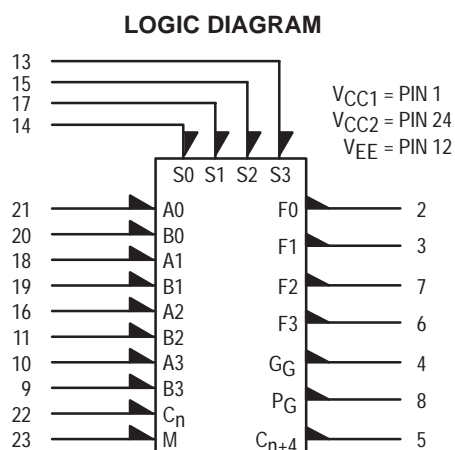 LOGIC DIAGRAM
13
15
17
14
VCC1 = PIN 1
VCC2 = PIN 24
VEE = PIN 12
S0 S1 S2 S3
21 A0 F0 2
20 B0
18 A1 F1 3
19 B1 F2 7
16 A2
11 B2 F3 6
10 A3 GG 4
9 B3 PG 8
22 Cn
23 M Cn+4 5